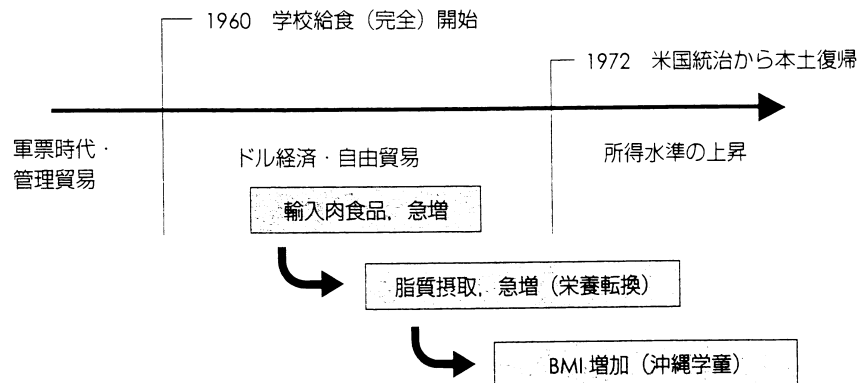 1960 学校給食（完全）開始
1972 米国統治から本土復帰
軍票時代・
管理貿易
ドル経済・自由貿易
所得水準の上昇
輸入肉食品，急増
脂質摂取，急増（栄養転換）
BMI増加（沖縄学童）